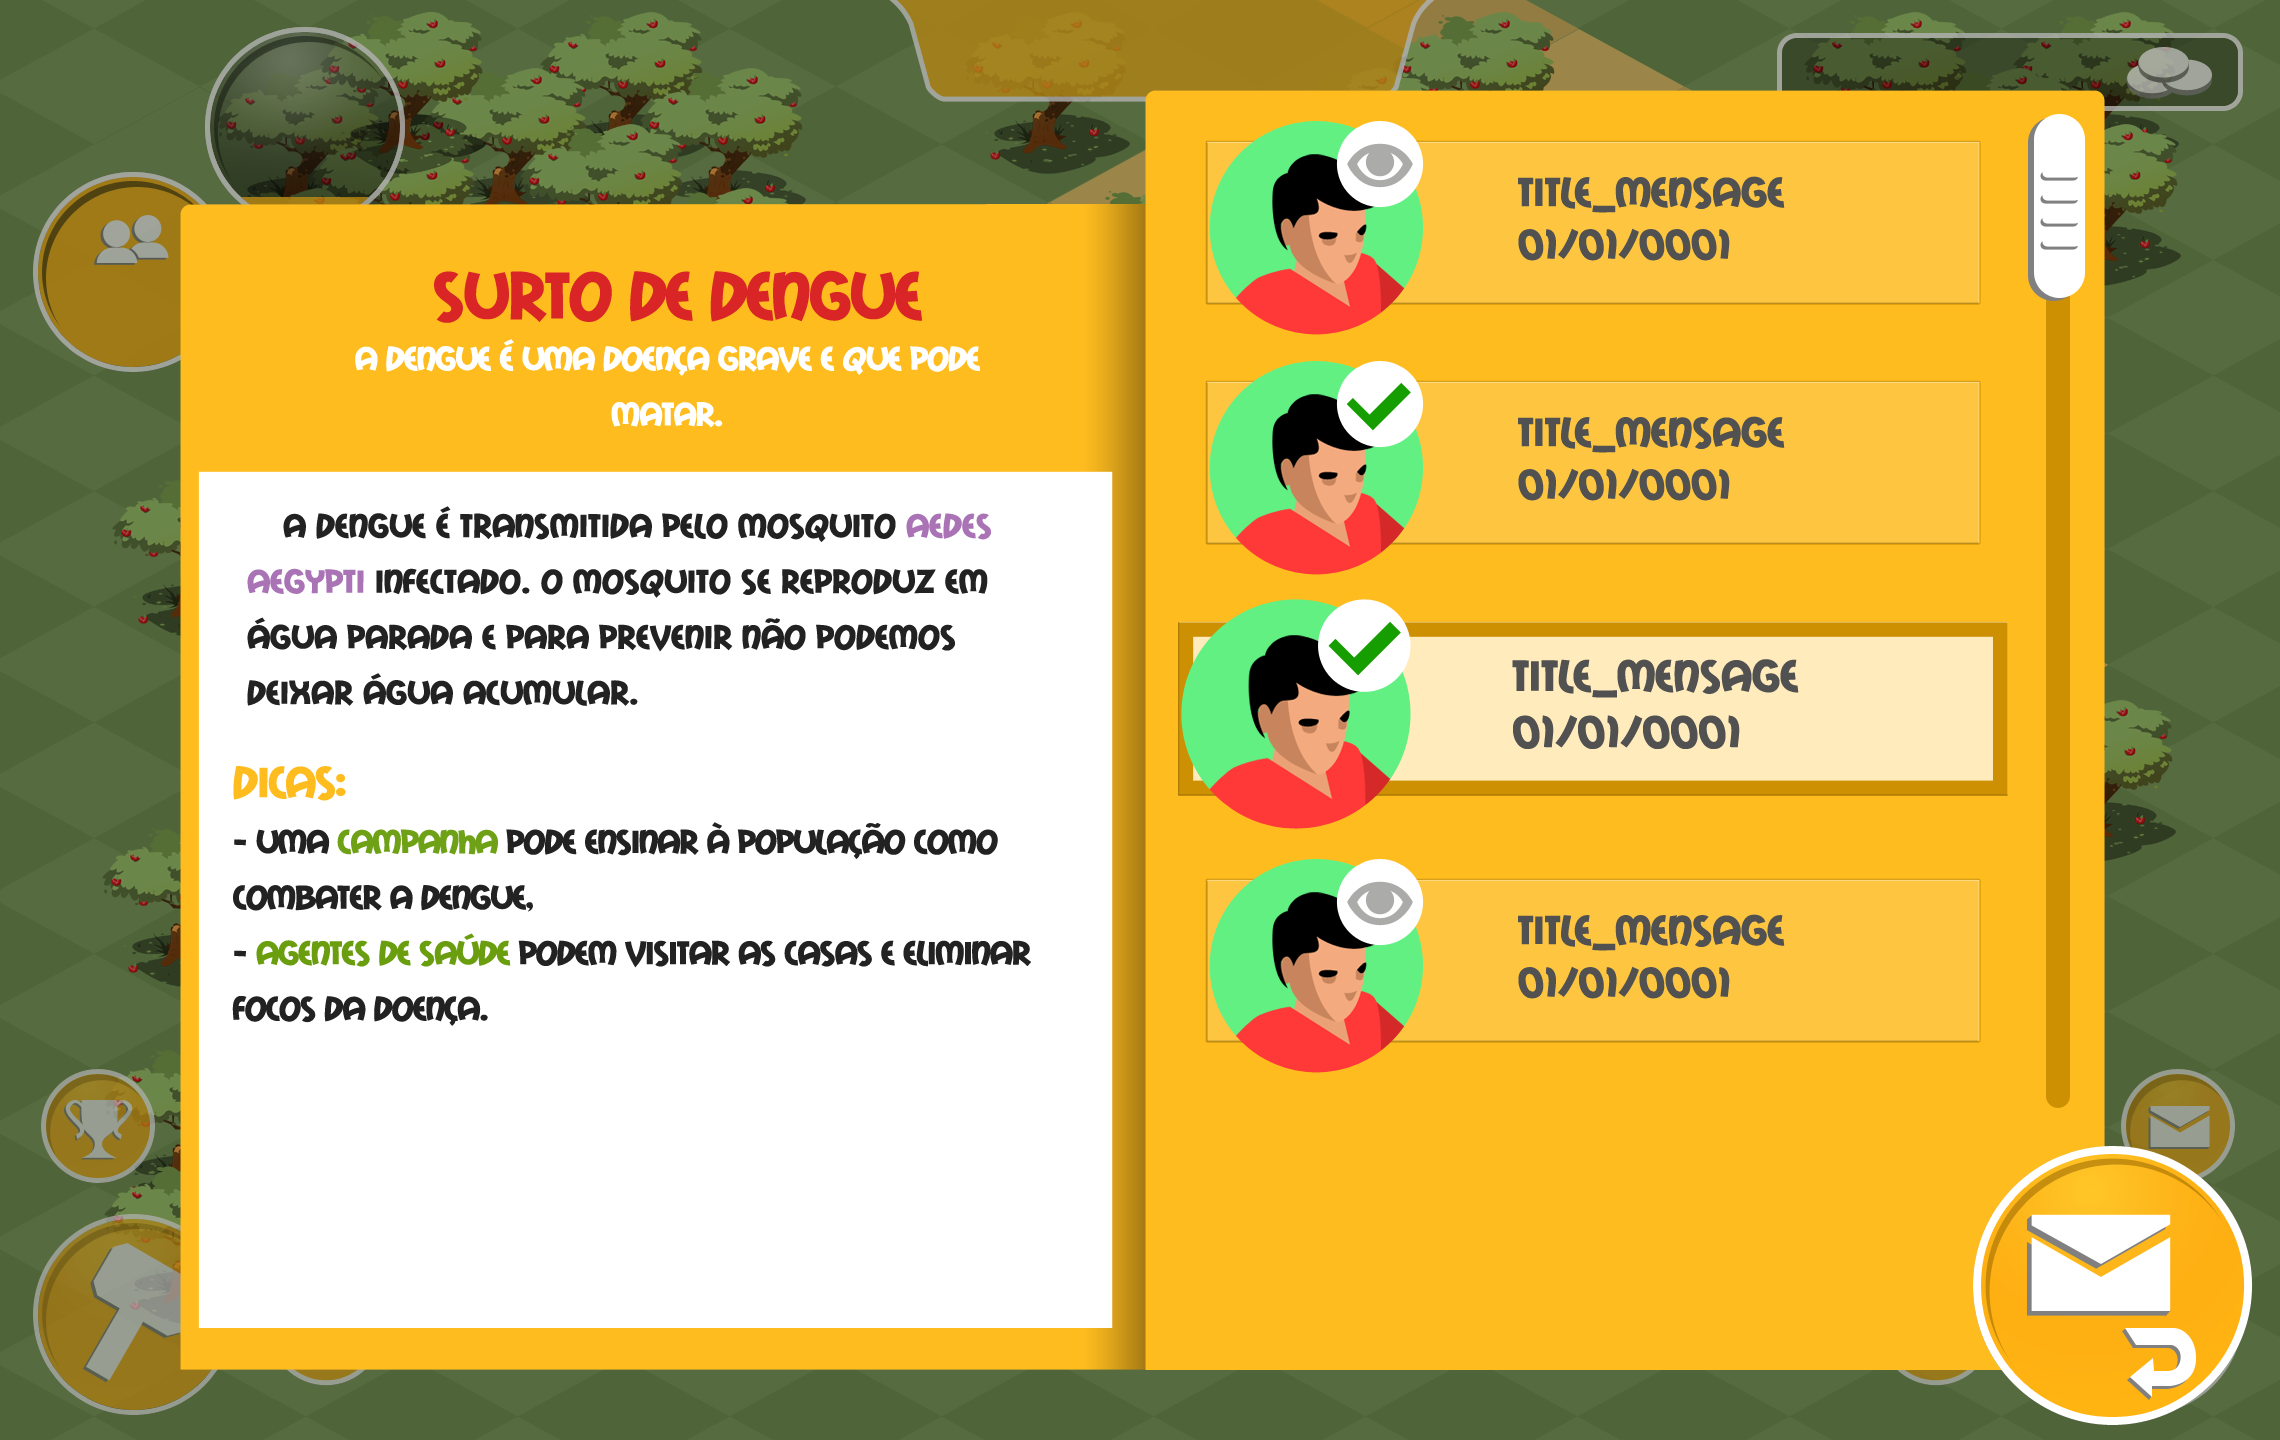 SURTO DE DENGUE
A DENGUE É UMA DOENÇA GRAVE E QUE PODE
MATAR.
A DENGUE É TRANSMITIDA PELO MOSQUITO AEDES
AEGYPTI INFECTADO. O MOSQUITO SE REPRODUZ EM
ÁGUA PARADA E PARA PREVENIR NÃO PODEMOS
DEIXAR ÁGUA ACUMULAR.
DICAS:
- UMA CAMPANHA PODE ENSINAR À POPULAÇÃO COMO
COMBATER A DENGUE,
- AGENTES DE SAÚDE PODEM VISITAR AS CASAS E ELIMINAR
FOCOS DA DOENÇA.
TITLE_MENSAGE
01/01/0001
TITLE_MENSAGE
01/01/0001
TITLE_MENSAGE
01/01/0001
TITLE_MENSAGE
01/01/0001